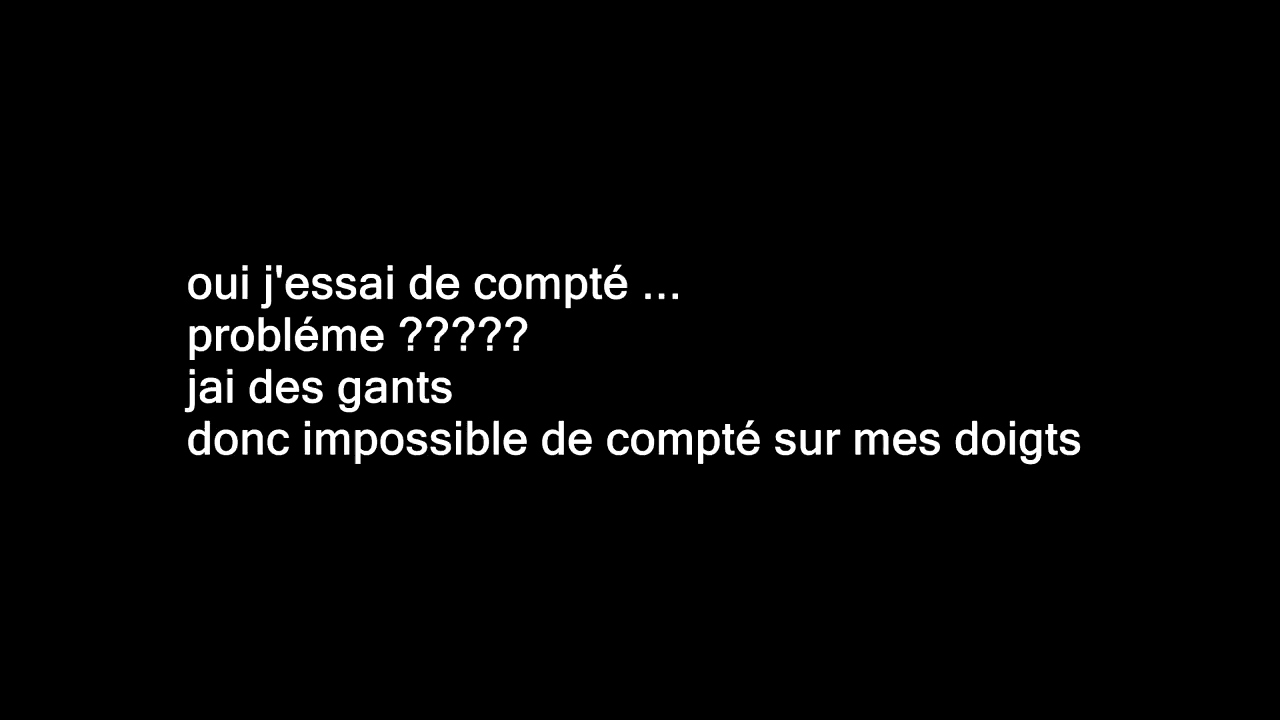 oui j'essai de compté ...
probléme ?????
jai des gants
donc impossible de compté sur mes doigts